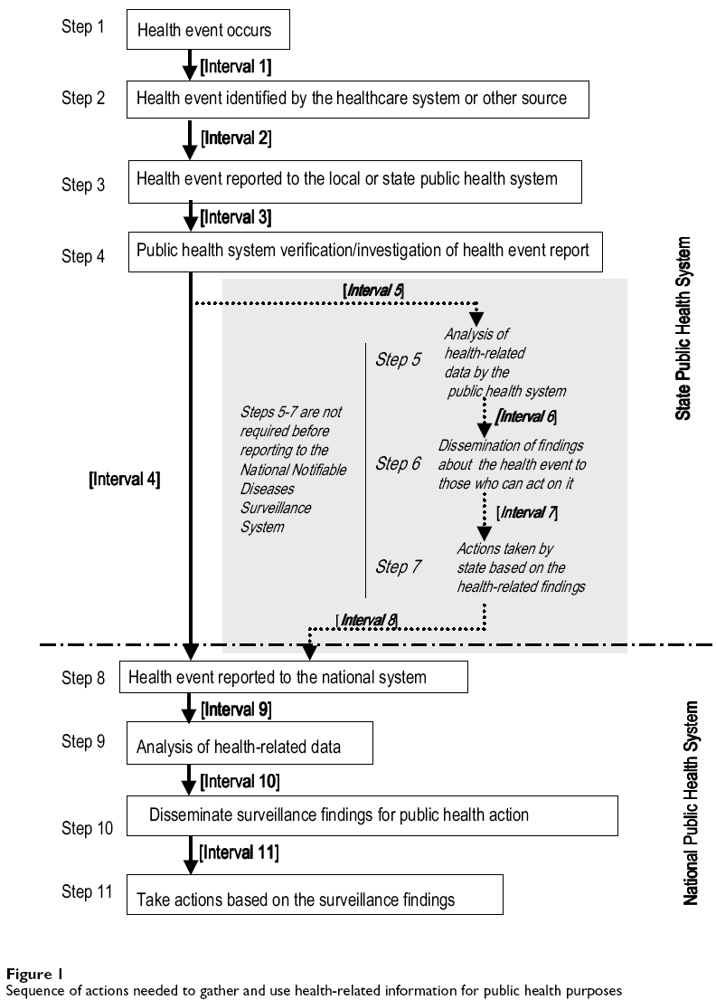 Step 1
Health event occurs
[Interval 1]
Step 2
Health event identified by the healthcare system or other source
[Interval 2]
Step 3
Health event reported to the local or state public health system
[Interval 3]
Step 4
Public health system verification/investigation of health event report
[Interval 5]
Step 5
Analysis of
health-related
data by the
public health system
[Interval 6]
Steps 5-7 are not
required before
reporting to the
National Notifiable
Diseases
Surveillance
System
Step 6
Dissemination of findings
about the health event to
those who can act on it
[Interval 4]
[Interval 7]
Step 7
Actions taken by
state based on the
health-related findings
[Interval 8]
State Public Health System
Step 8
Health event reported to the national system
[Interval 9]
Step 9
Analysis of health-related data
[Interval 10]
Step 10
Disseminate surveillance findings for public health action
[Interval 11]
Step 11
Take actions based on the surveillance findings
National Public Health System
Figure 1
Sequence of actions needed to gather and use health-related information for public health purposes